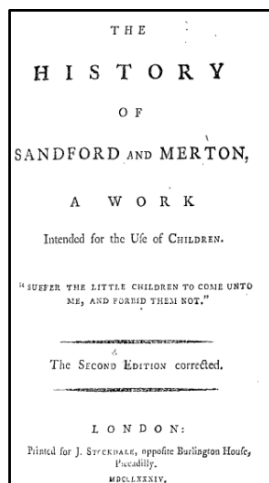 THE
HISTORY
OF
SANDFORD AND MERTON,
A WORK
Intended for the Uſe of CHILDREN.
"SUFFER THE LITTLE CHILDREN TO COME UNTO
ME, AND FORBID THEM NOT."
The SECOND EDITION corrected.
LONDON:
Printed for J. STOCKDALE, oppoſite Burlington Houſe,
Piccadilly.
MDCLLXXXIV.